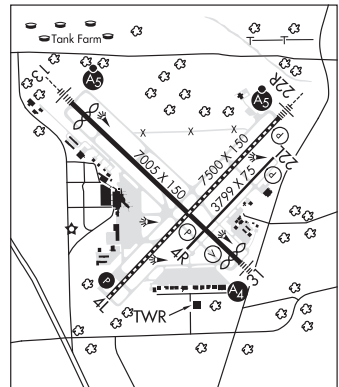 Tank Farm
T T
A5
A5
13
22R
P
X X X
7005 X 150
7500 X 150
3799 X 75
22L
P
P
4R
V
31
P
4L
A4
TWR